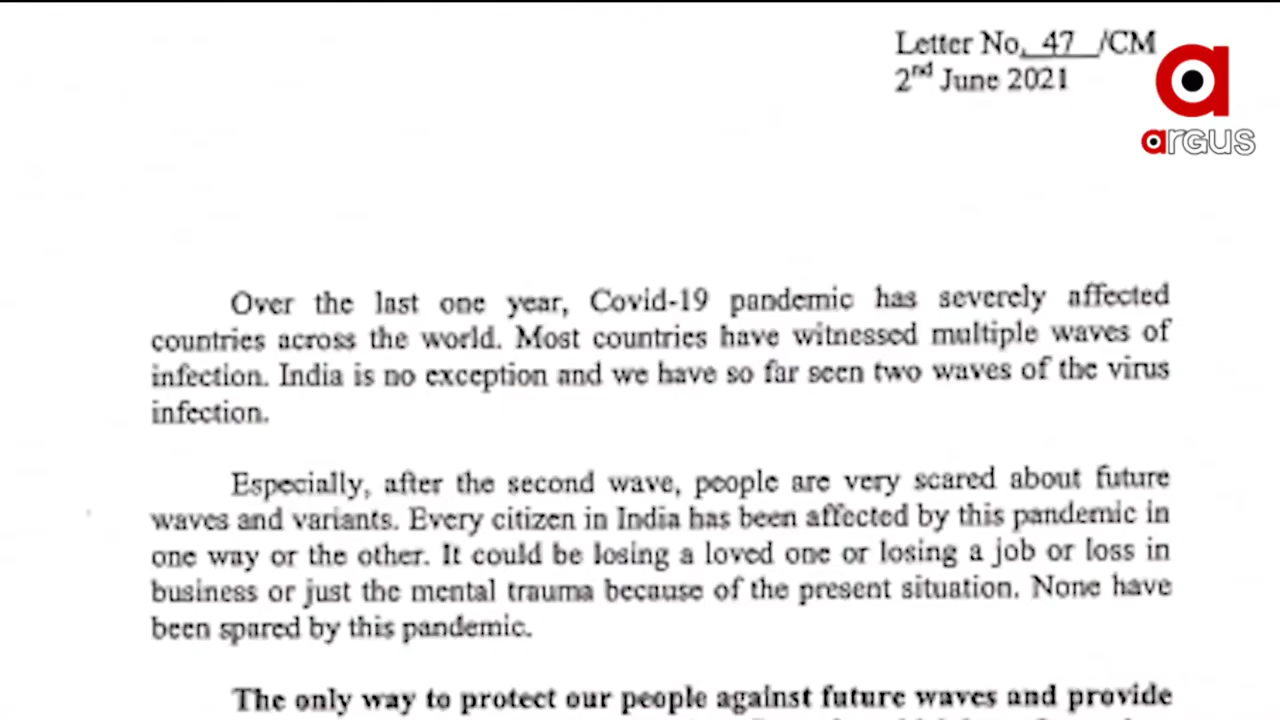 Letter No. 47 /CM
2nd June 2021
argus
Over the last one year, Covid-19 pandemic has severely affected
countries across the world. Most countries have witnessed multiple waves of
infection. India is no exception and we have so far seen two waves of the virus
infection.
Especially, after the second wave, people are very scared about future
waves and variants. Every citizen in India has been affected by this pandemic in
one way or the other. It could be losing a loved one or losing a job or loss in
business or just the mental trauma because of the present situation. None have
been spared by this pandemic.
The only way to protect our people against future waves and provide